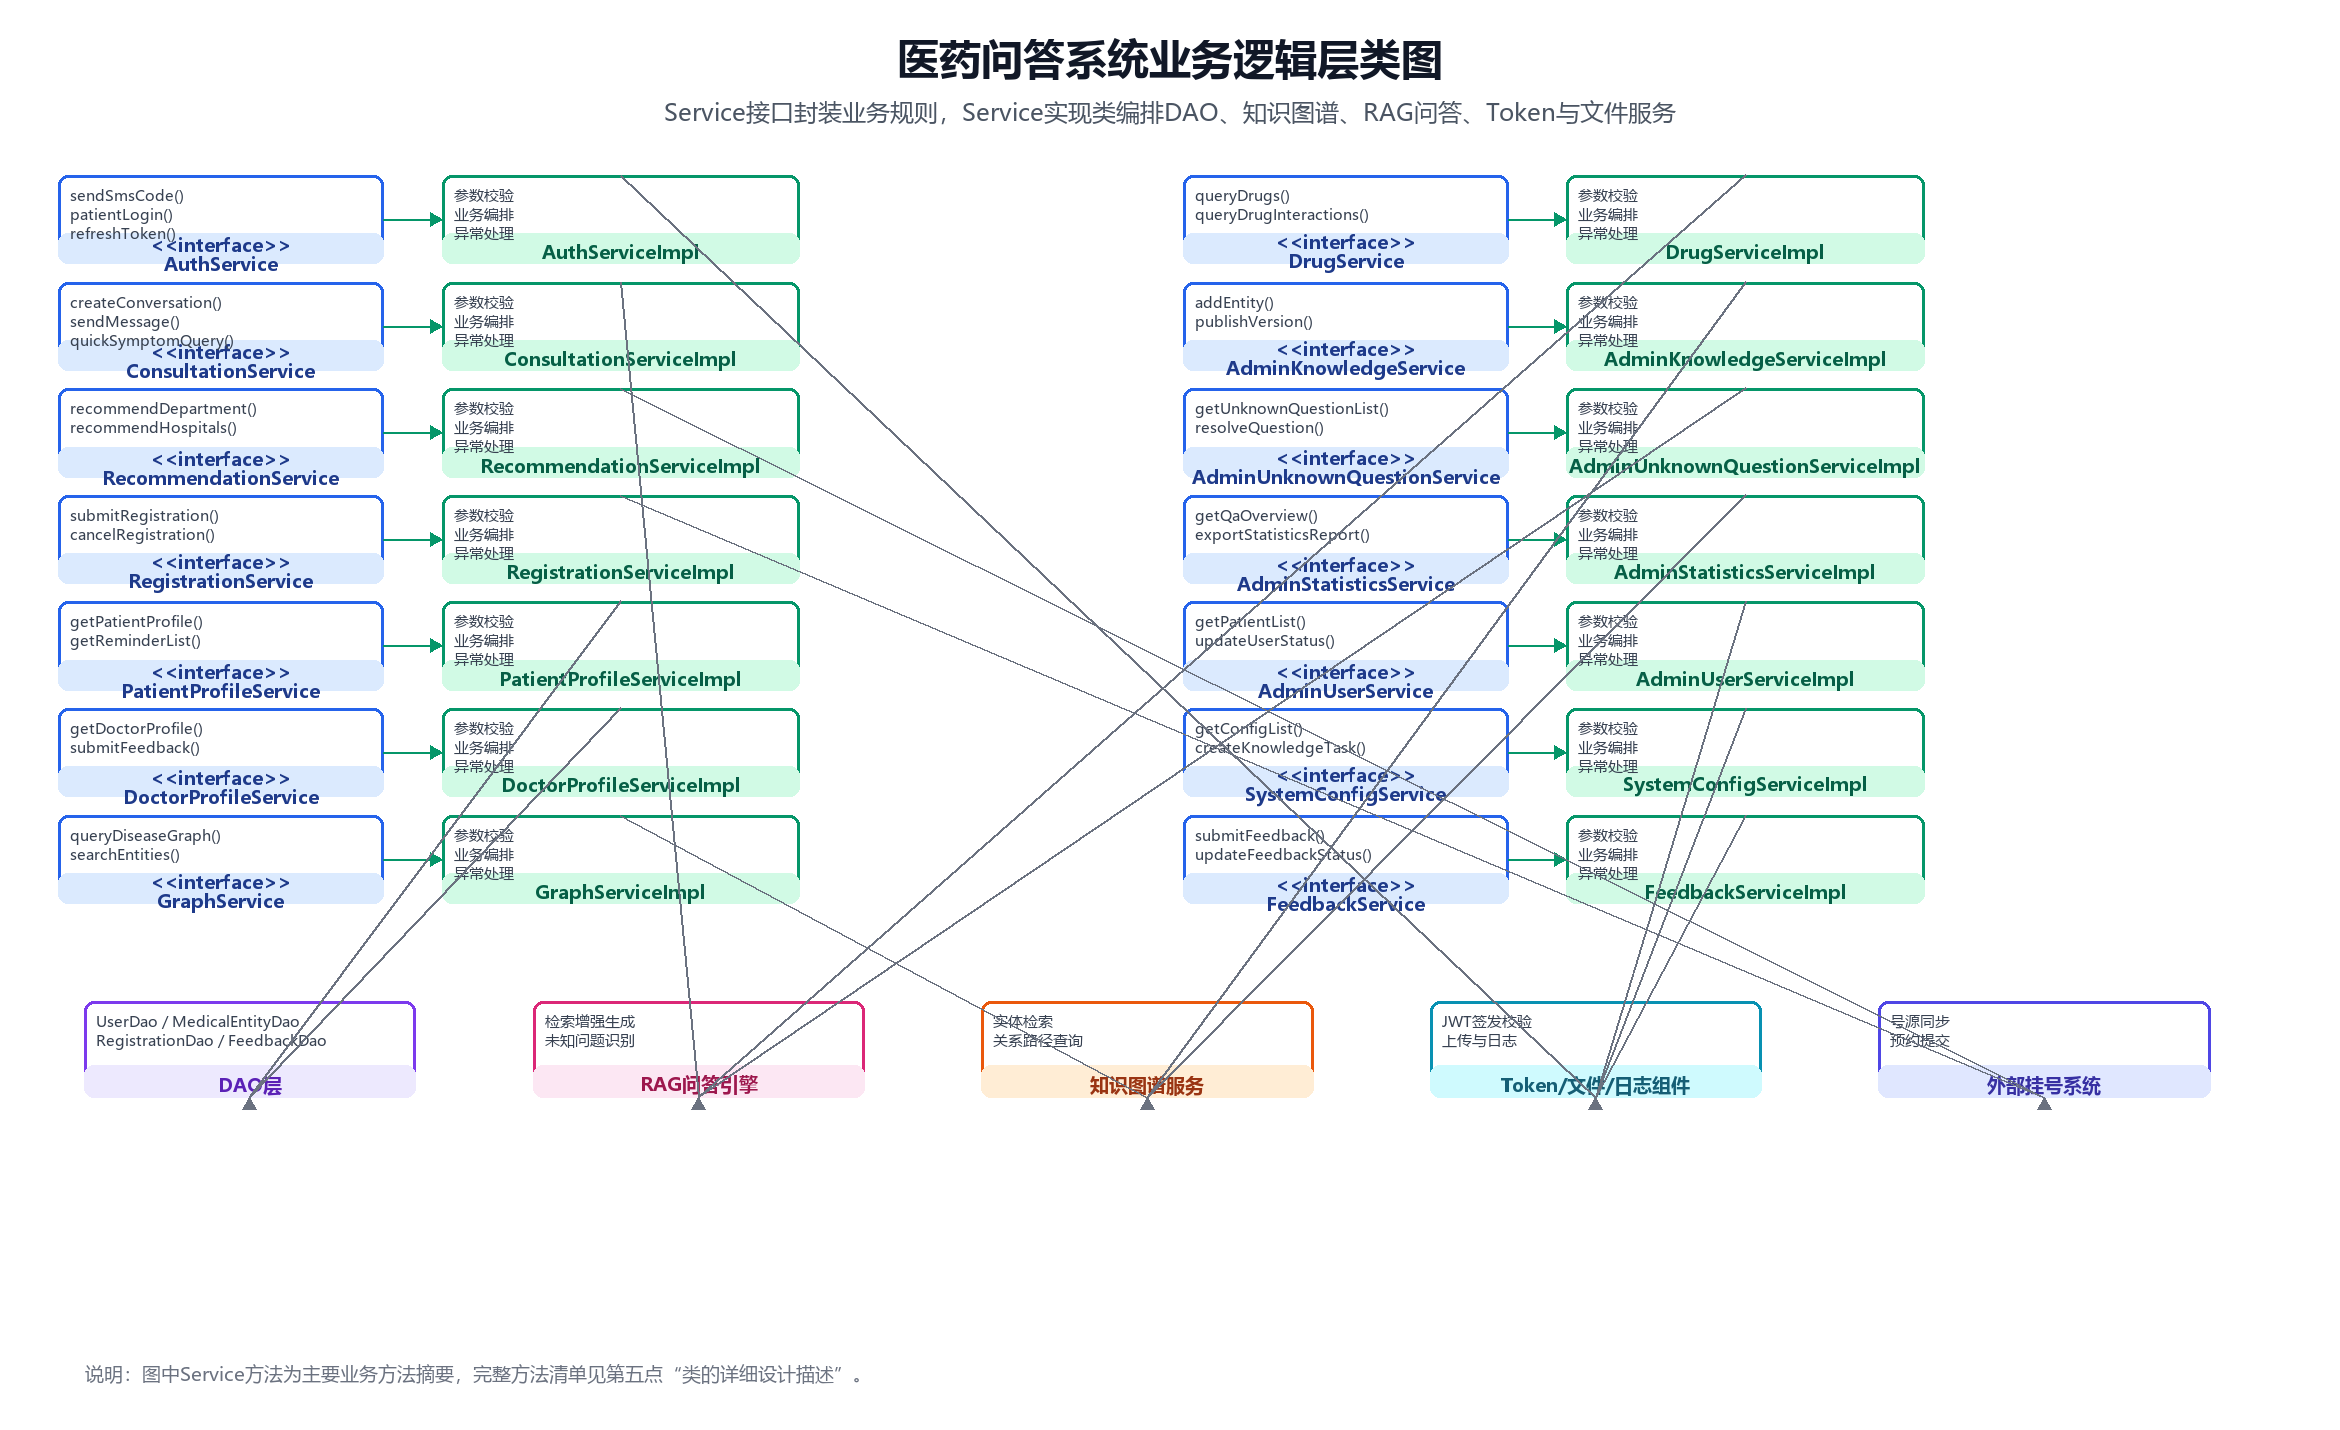 医药问答系统业务逻辑层类图
Service接口封装业务规则，Service实现类编排DAO、知识图谱、RAG问答、Token与文件服务
sendSmsCode()
patientLogin()
refreshToken()
<<interface>>
AuthService
参数校验
业务编排
异常处理
AuthServiceImpl
createConversation()
sendMessage()
quickSymptomQuery()
<<interface>>
ConsultationService
参数校验
业务编排
异常处理
ConsultationServiceImpl
recommendDepartment()
recommendHospitals()
<<interface>>
RecommendationService
参数校验
业务编排
异常处理
RecommendationServiceImpl
submitRegistration()
cancelRegistration()
<<interface>>
RegistrationService
参数校验
业务编排
异常处理
RegistrationServiceImpl
getPatientProfile()
getReminderList()
<<interface>>
PatientProfileService
参数校验
业务编排
异常处理
PatientProfileServiceImpl
getDoctorProfile()
submitFeedback()
<<interface>>
DoctorProfileService
参数校验
业务编排
异常处理
DoctorProfileServiceImpl
queryDiseaseGraph()
searchEntities()
<<interface>>
GraphService
参数校验
业务编排
异常处理
GraphServiceImpl
queryDrugs()
queryDrugInteractions()
<<interface>>
DrugService
参数校验
业务编排
异常处理
DrugServiceImpl
addEntity()
publishVersion()
<<interface>>
AdminKnowledgeService
参数校验
业务编排
异常处理
AdminKnowledgeServiceImpl
getUnknownQuestionList()
resolveQuestion()
<<interface>>
AdminUnknownQuestionService
参数校验
业务编排
异常处理
AdminUnknownQuestionServiceImpl
getQaOverview()
exportStatisticsReport()
<<interface>>
AdminStatisticsService
参数校验
业务编排
异常处理
AdminStatisticsServiceImpl
getPatientList()
updateUserStatus()
<<interface>>
AdminUserService
参数校验
业务编排
异常处理
AdminUserServiceImpl
getConfigList()
createKnowledgeTask()
<<interface>>
SystemConfigService
参数校验
业务编排
异常处理
SystemConfigServiceImpl
submitFeedback()
updateFeedbackStatus()
<<interface>>
FeedbackService
参数校验
业务编排
异常处理
FeedbackServiceImpl
UserDao / MedicalEntityDao
RegistrationDao / FeedbackDao
DAO层
检索增强生成
未知问题识别
RAG问答引擎
实体检索
关系路径查询
知识图谱服务
JWT签发校验
上传与日志
Token/文件/日志组件
号源同步
预约提交
外部挂号系统
说明：图中Service方法为主要业务方法摘要，完整方法清单见第五点“类的详细设计描述”。